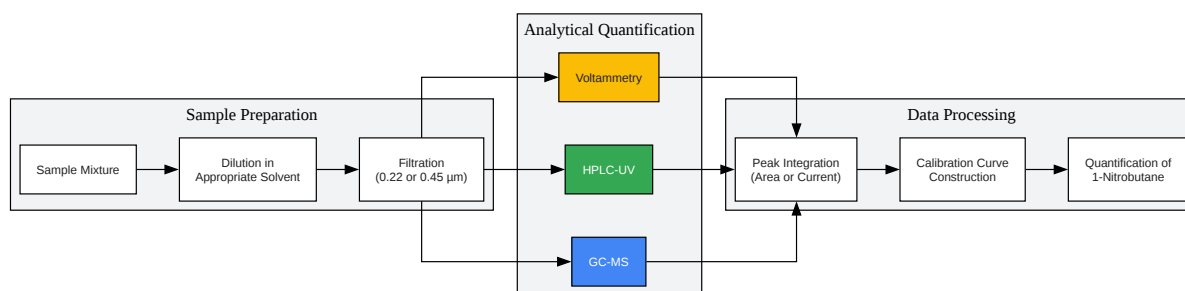 Analytical Quantification
Voltammetry
Sample Preparation
Data Processing
Sample Mixture
Dilution in
Appropriate Solvent
Filtration
(0.22 or 0.45 µm)
HPLC-UV
Peak Integration
(Area or Current)
Calibration Curve
Construction
Quantification of
1-Nitrobutane
GC-MS